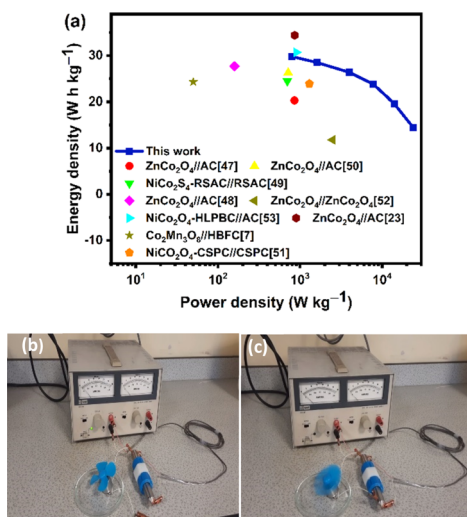 (a)
Energy density (W h kg⁻¹)
40
30
20
10
0
-10
This work
ZnCo₂O₄//AC[47]
ZnCo₂O₄//AC[50]
NiCo₂S₄-RSAC//RSAC[49]
ZnCo₂O₄//AC[48]
ZnCo₂O₄//ZnCo₂O₄[52]
NiCo₂O₄-HLPBC//AC[53]
ZnCo₂O₄//AC[23]
Co₂Mn₃O₈//HBFC[7]
NiCO₂O₄-CSPC//CSPC[51]
10¹
10²
10³
10⁴
Power density (W kg⁻¹)
(b)
(c)